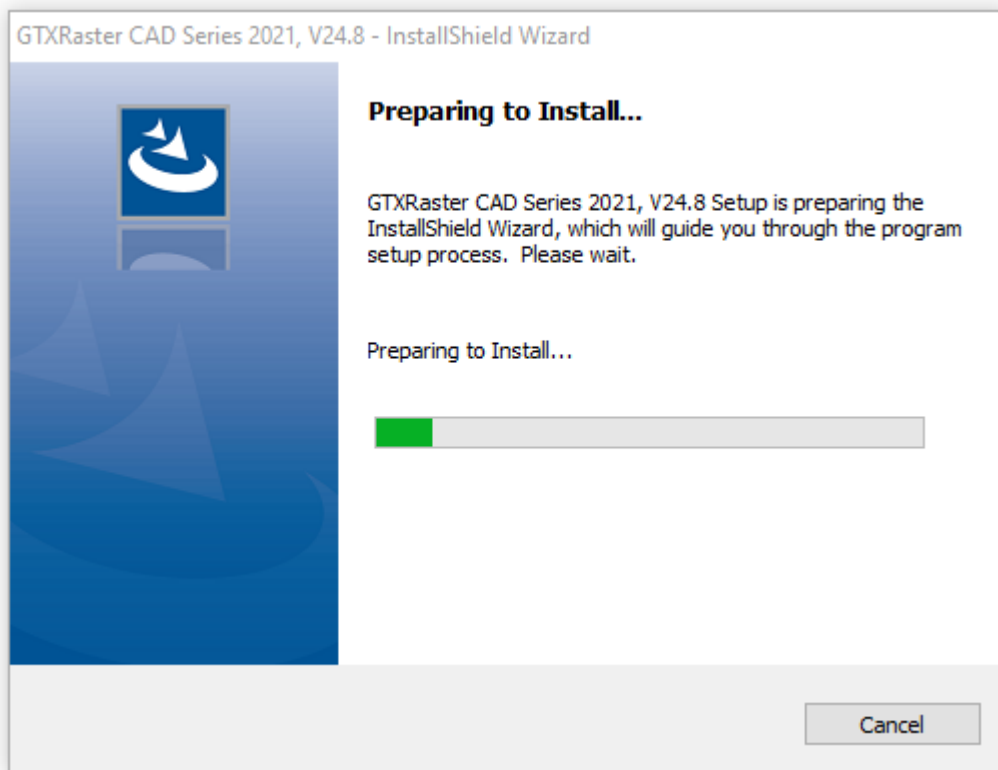 GTXRaster CAD Series 2021, V24.8 - InstallShield Wizard
Preparing to Install...
GTXRaster CAD Series 2021, V24.8 Setup is preparing the
InstallShield Wizard, which will guide you through the program
setup process.  Please wait.
Preparing to Install...
Cancel